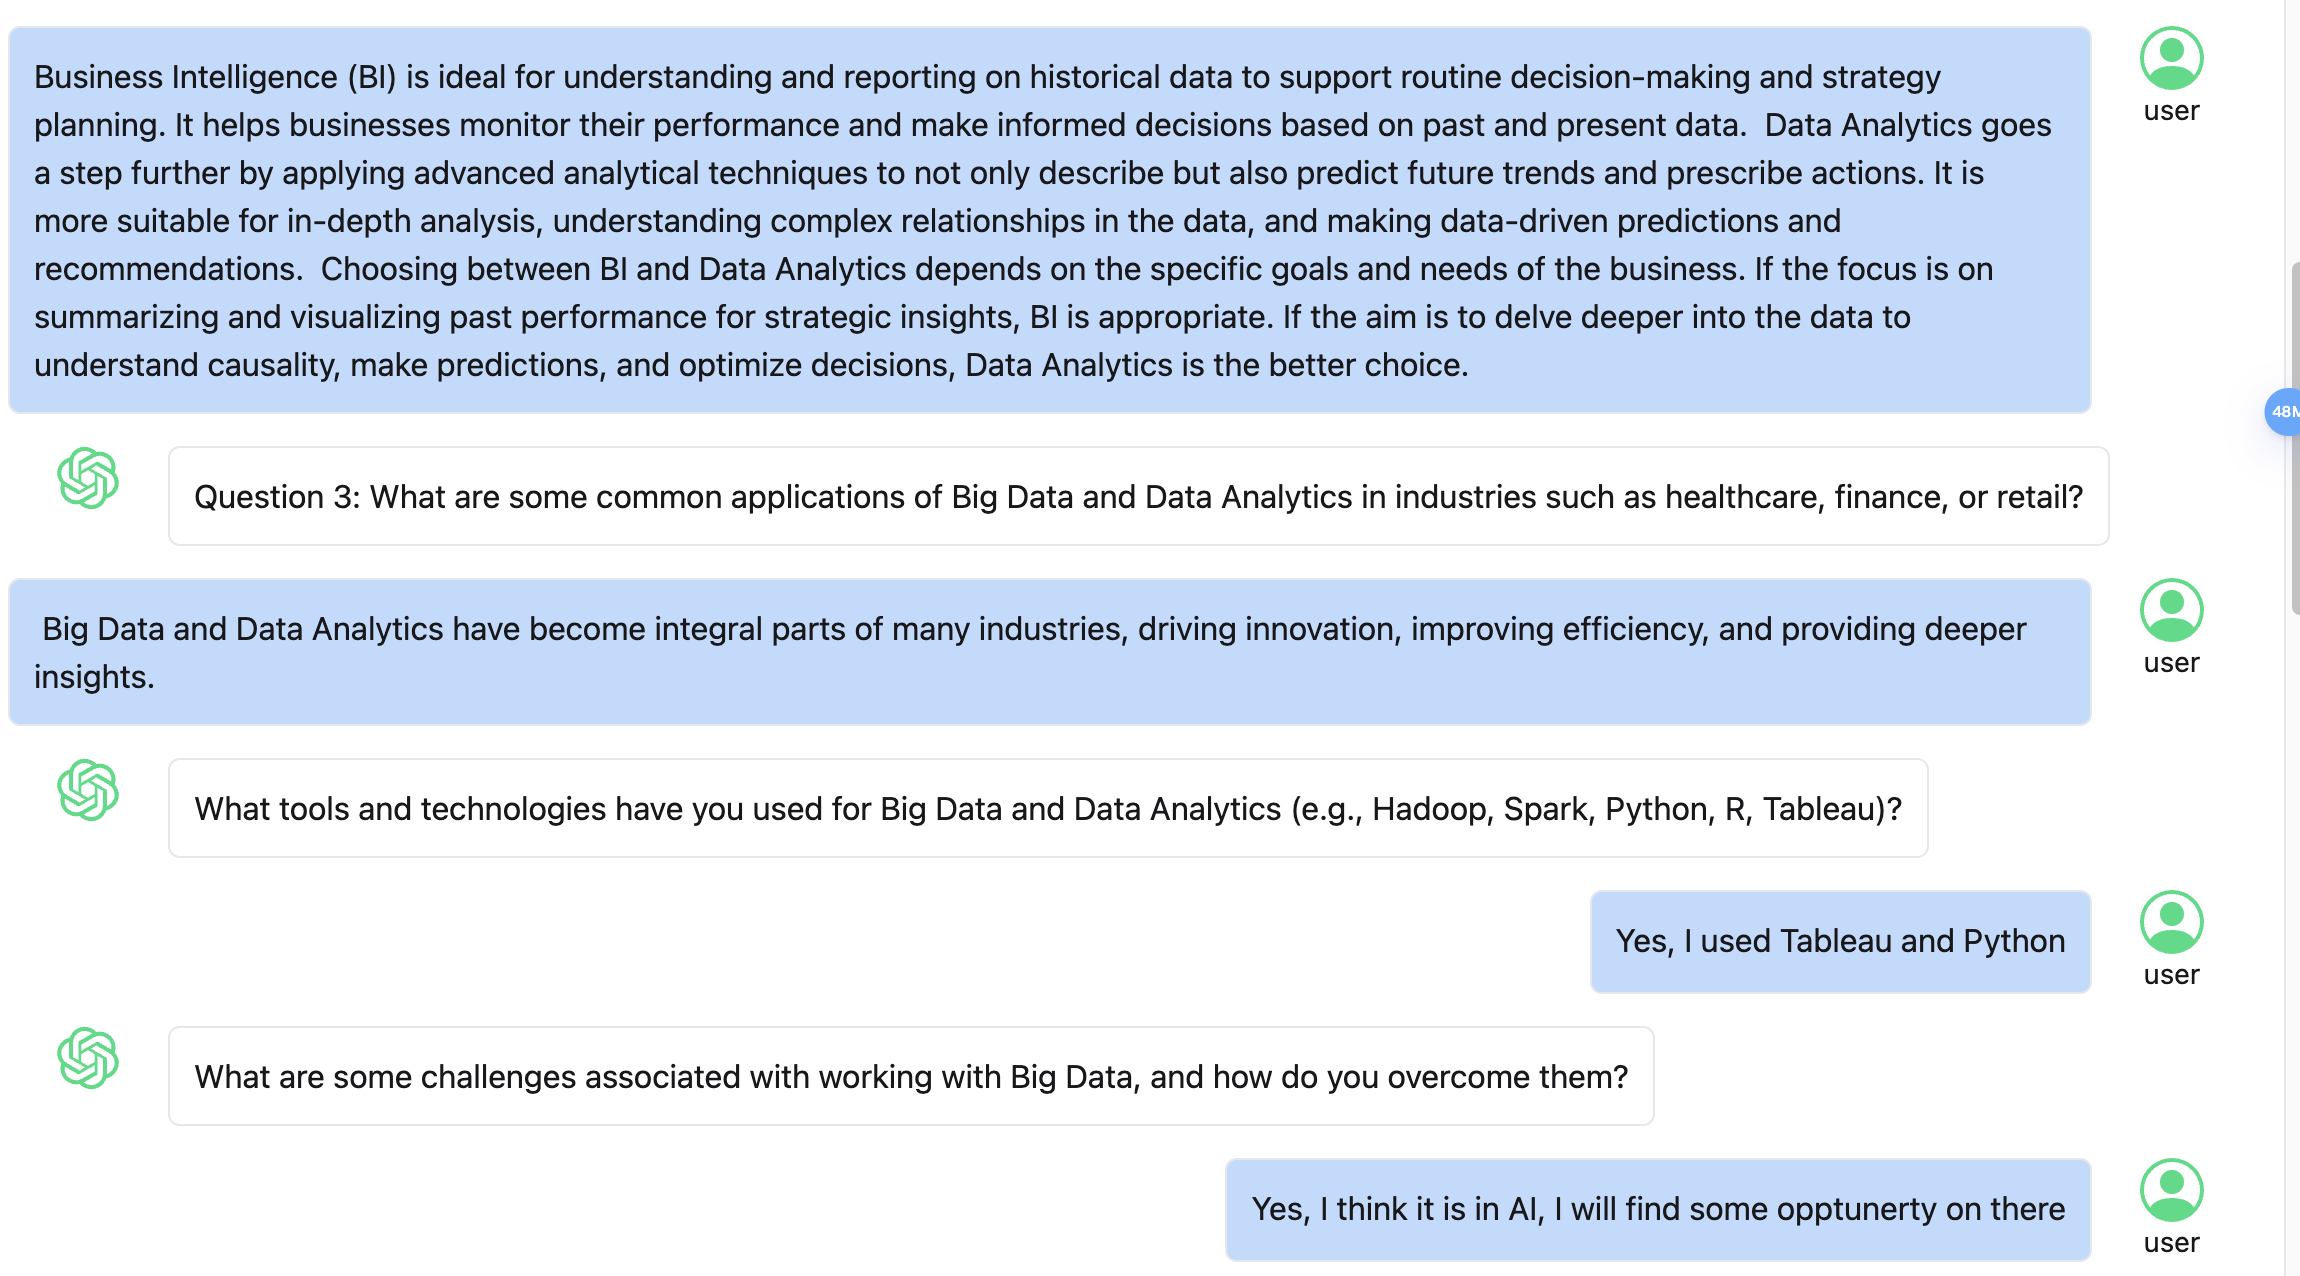 Business Intelligence (BI) is ideal for understanding and reporting on historical data to support routine decision-making and strategy
user
planning. It helps businesses monitor their performance and make informed decisions based on past and present data.  Data Analytics goes
a step further by applying advanced analytical techniques to not only describe but also predict future trends and prescribe actions. It is
more suitable for in-depth analysis, understanding complex relationships in the data, and making data-driven predictions and
recommendations.  Choosing between BI and Data Analytics depends on the specific goals and needs of the business. If the focus is on
summarizing and visualizing past performance for strategic insights, BI is appropriate. If the aim is to delve deeper into the data to
understand causality, make predictions, and optimize decisions, Data Analytics is the better choice.
48M
Question 3: What are some common applications of Big Data and Data Analytics in industries such as healthcare, finance, or retail?
Big Data and Data Analytics have become integral parts of many industries, driving innovation, improving efficiency, and providing deeper
insights.
user
What tools and technologies have you used for Big Data and Data Analytics (e.g., Hadoop, Spark, Python, R, Tableau)?
Yes, I used Tableau and Python
user
What are some challenges associated with working with Big Data, and how do you overcome them?
Yes, I think it is in AI, I will find some opptunerty on there
user